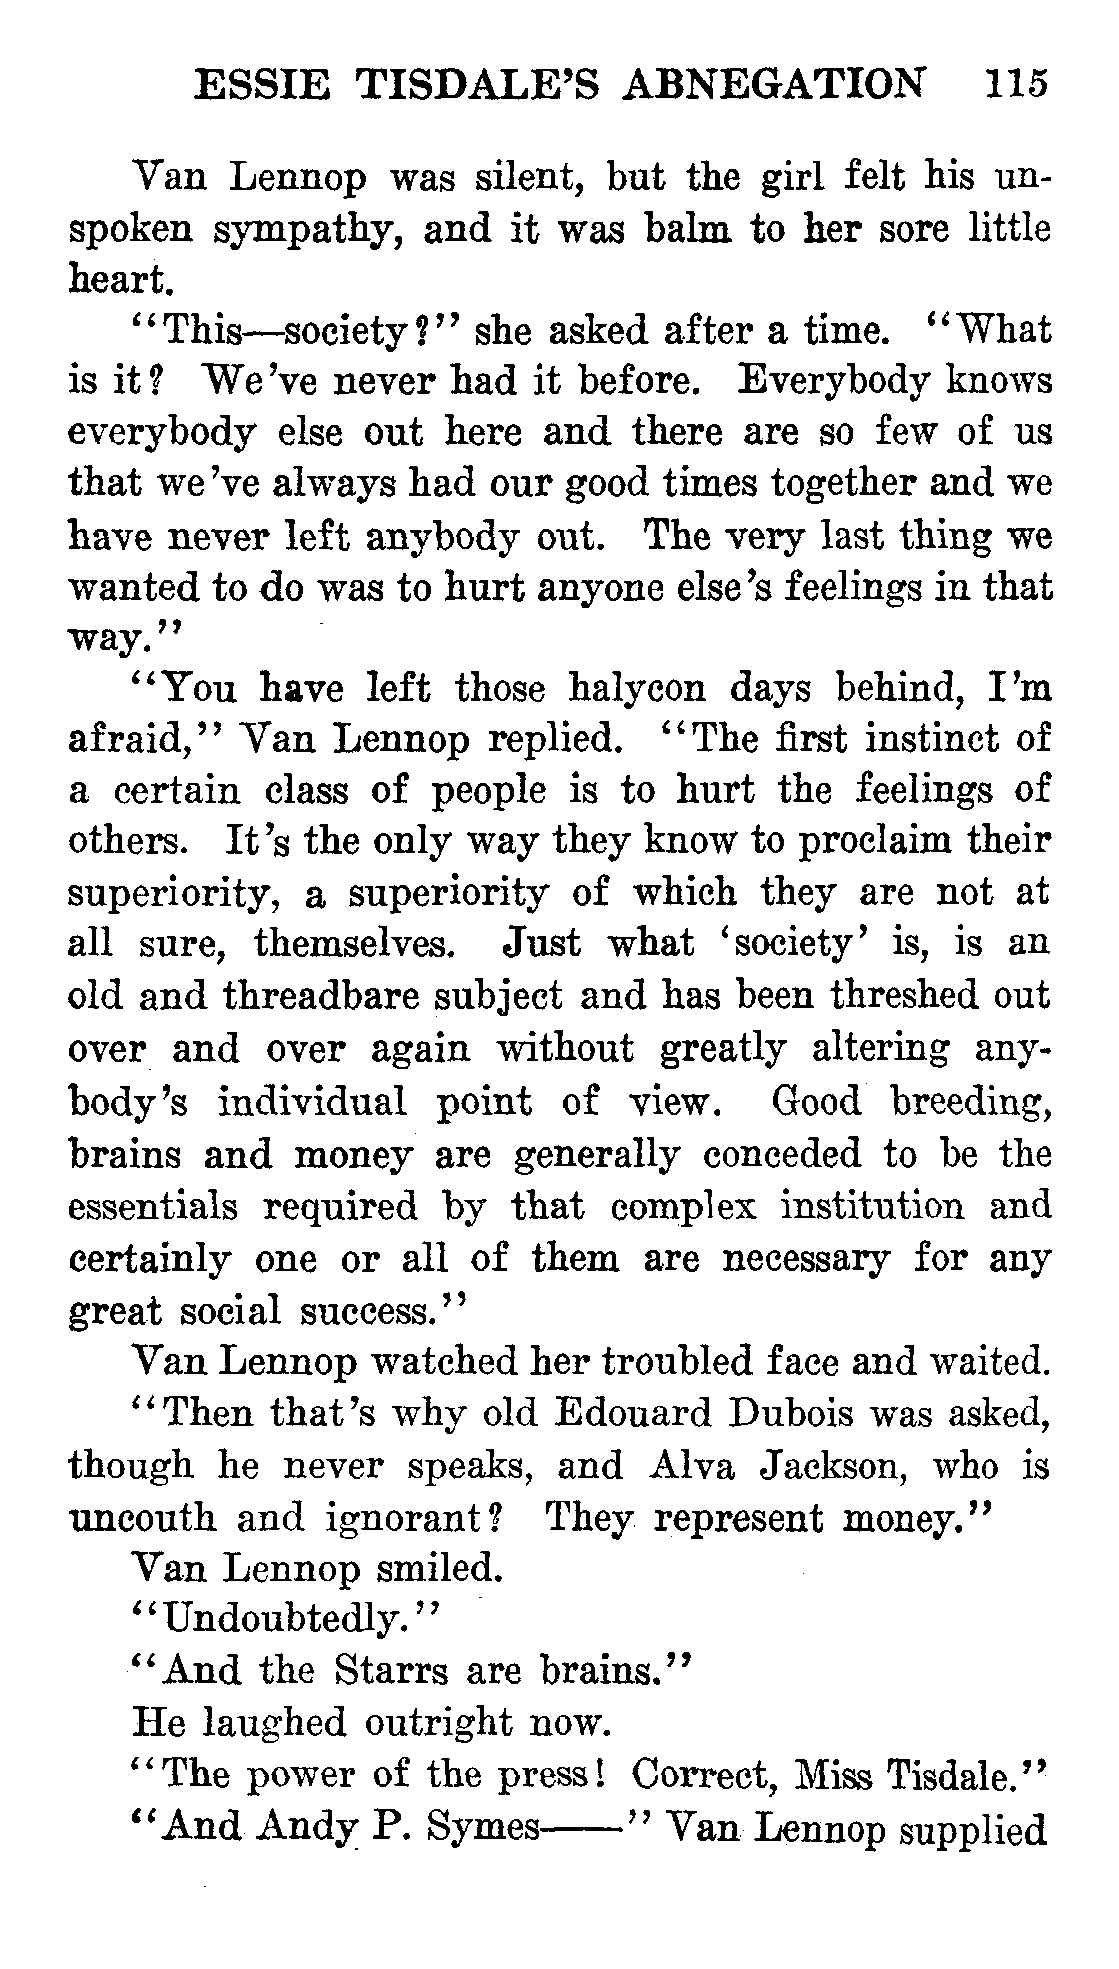 ESSIE TISDALE'S ABNEGATION 115
Van Lennop was silent, but the girl felt his un-
spoken sympathy, and it was balm to her sore little
heart.
"This—society?" she asked after a time. "What
is it? We've never had it before. Everybody knows
everybody else out here and there are so few of us
that we've always had our good times together and we
have never left anybody out. The very last thing we
wanted to do was to hurt anyone else's feelings in that
way."
"You have left those halycon days behind, I'm
afraid," Van Lennop replied. "The first instinct of
a certain class of people is to hurt the feelings of
others. It's the only way they know to proclaim their
superiority, a superiority of which they are not at
all sure, themselves. Just what 'society' is, is an
old and threadbare subject and has been threshed out
over and over again without greatly altering any-
body's individual point of view. Good breeding,
brains and money are generally conceded to be the
essentials required by that complex institution and
certainly one or all of them are necessary for any
great social success."
Van Lennop watched her troubled face and waited.
"Then that's why old Edouard Dubois was asked,
though he never speaks, and Alva Jackson, who is
uncouth and ignorant? They represent money."
Van Lennop smiled.
"Undoubtedly."
"And the Starrs are brains."
He laughed outright now.
"The power of the press! Correct, Miss Tisdale."
"And Andy P. Symes——" Van Lennop supplied